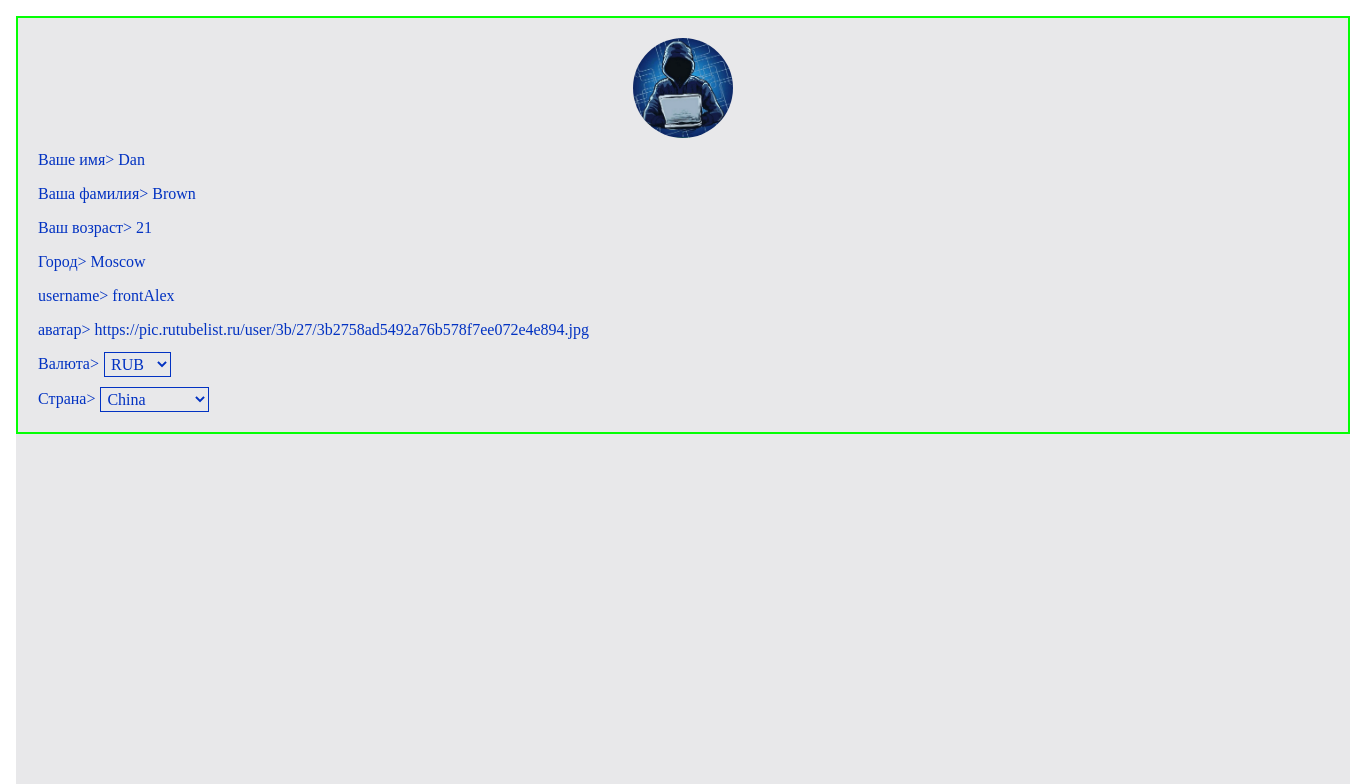 Ваше имя> Dan
Ваша фамилия> Brown
Ваш возраст> 21
Город> Moscow
username> frontAlex
аватар> https://pic.rutubelist.ru/user/3b/27/3b2758ad5492a76b578f7ee072e4e894.jpg
Валюта> RUB
Страна> China